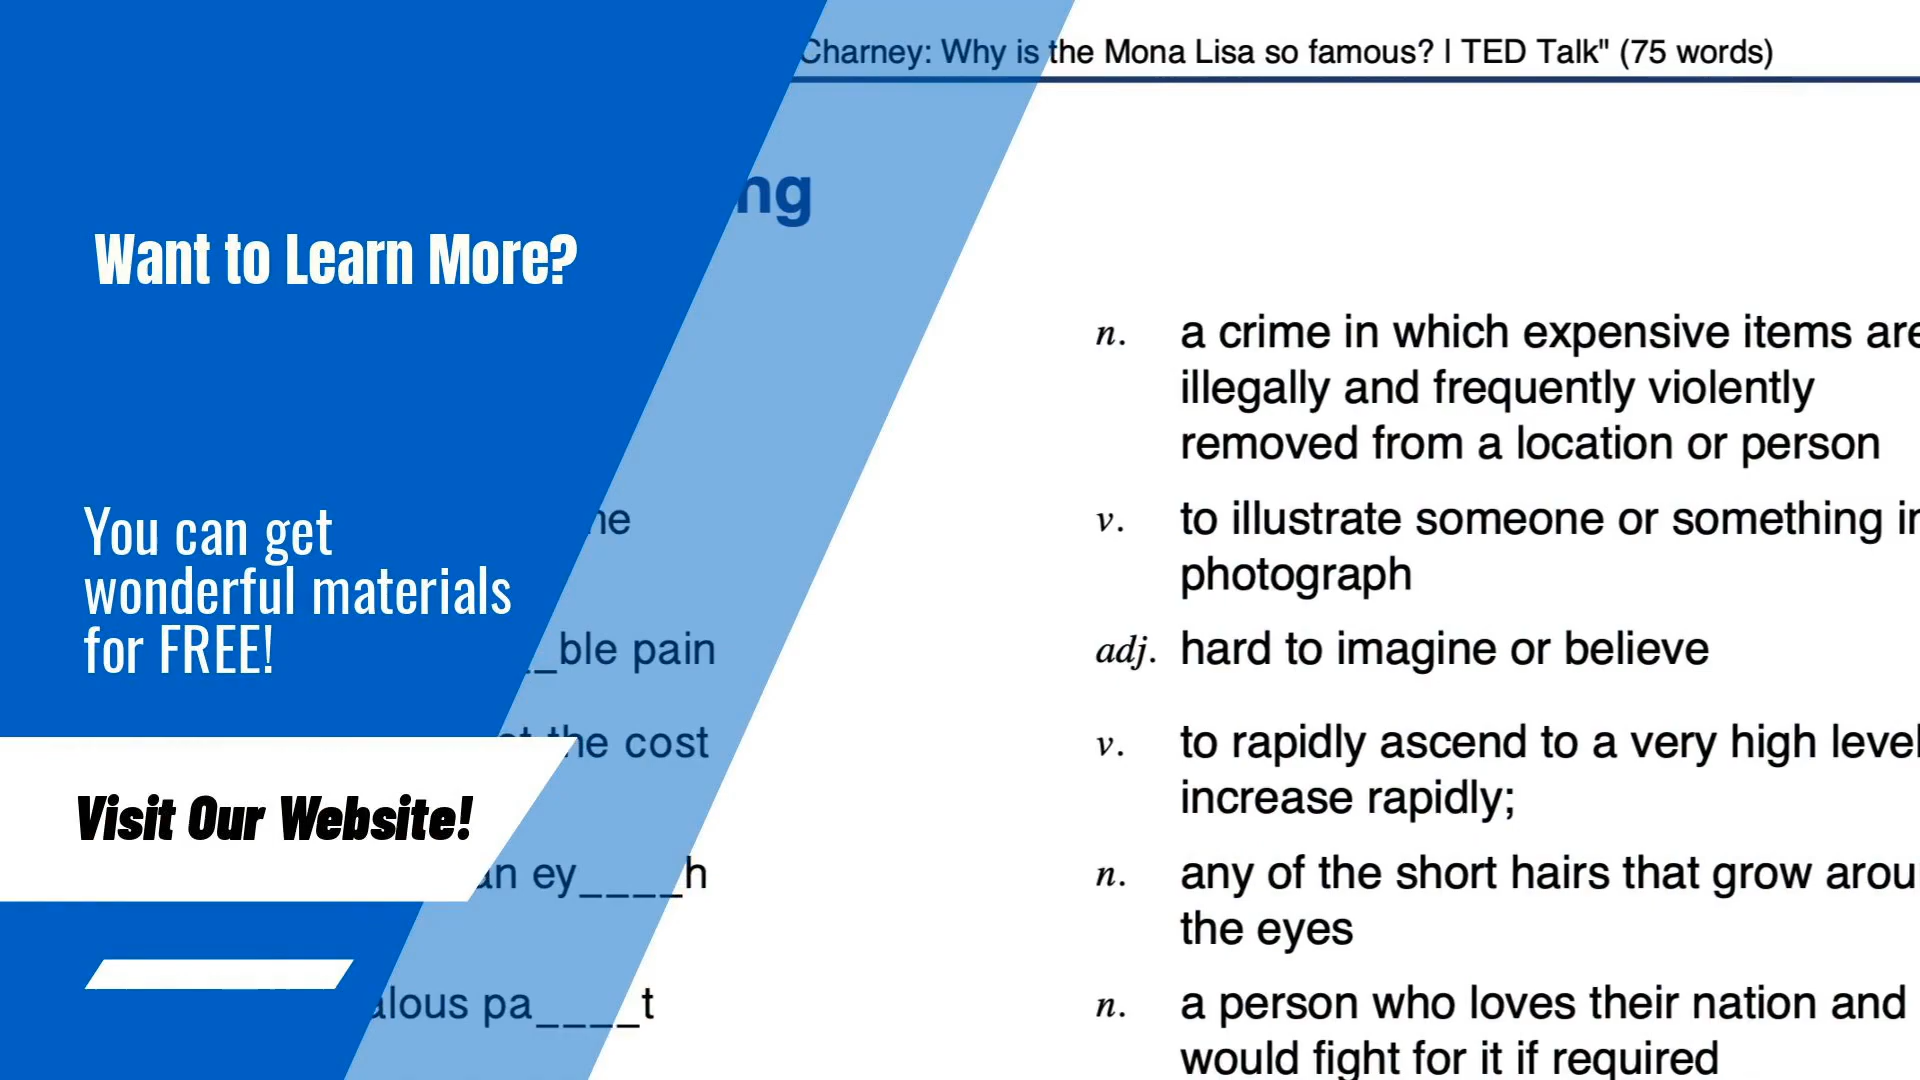 Charney: Why is the Mona Lisa so famous? | TED Talk" (75 words)
ng
Want to Learn More?
You can get
wonderful materials
for FREE!
Visit Our Website!
n. a crime in which expensive items are
illegally and frequently violently
removed from a location or person
v. to illustrate someone or something in
photograph
_ble pain adj. hard to imagine or believe
the cost v. to rapidly ascend to a very high level
increase rapidly;
an ey____h n. any of the short hairs that grow arou
the eyes
alous pa____t n. a person who loves their nation and
would fight for it if required